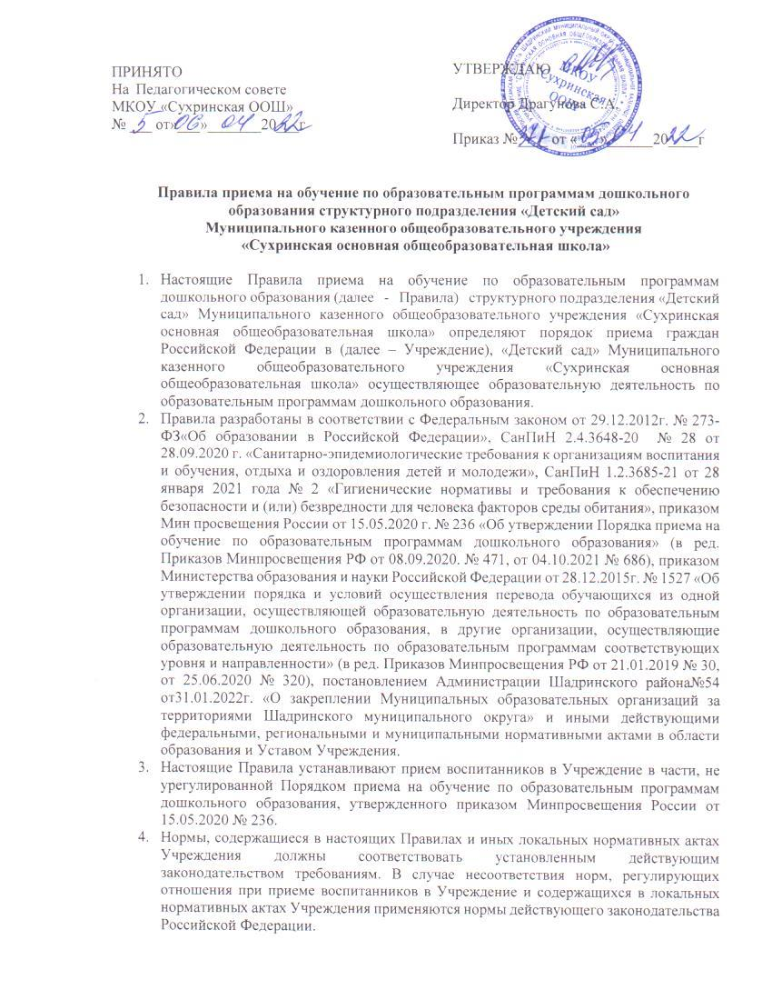 ПРИНЯТО
На Педагогическом совете
МКОУ «Сухринская ООШ»
№ 5 от «06» 04 2022г
УТВЕРЖДАЮ
МКОУ
Сухринская
ООШ
Директор Драгунова С.А.
Приказ № от « 05» 04 2022 г
Правила приема на обучение по образовательным программам дошкольного
образования структурного подразделения «Детский сад»
Муниципального казенного общеобразовательного учреждения
«Сухринская основная общеобразовательная школа»
1. Настоящие Правила приема на обучение по образовательным программам
дошкольного образования (далее - Правила) структурного подразделения «Детский
сад» Муниципального казенного общеобразовательного учреждения «Сухринская
основная общеобразовательная школа» определяют порядок приема граждан
Российской Федерации в (далее – Учреждение), «Детский сад» Муниципального
казенного общеобразовательного учреждения «Сухринская основная
общеобразовательная школа» осуществляющее образовательную деятельность по
образовательным программам дошкольного образования.
2. Правила разработаны в соответствии с Федеральным законом от 29.12.2012г. № 273-
ФЗ«Об образовании в Российской Федерации», СанПиН 2.4.3648-20 № 28 от
28.09.2020 г. «Санитарно-эпидемиологические требования к организациям воспитания
и обучения, отдыха и оздоровления детей и молодежи», СанПиН 1.2.3685-21 от 28
января 2021 года № 2 «Гигиенические нормативы и требования к обеспечению
безопасности и (или) безвредности для человека факторов среды обитания», приказом
Мин просвещения России от 15.05.2020 г. № 236 «Об утверждении Порядка приема на
обучение по образовательным программам дошкольного образования» (в ред.
Приказов Минпросвещения РФ от 08.09.2020. № 471, от 04.10.2021 № 686), приказом
Министерства образования и науки Российской Федерации от 28.12.2015г. № 1527 «Об
утверждении порядка и условий осуществления перевода обучающихся из одной
организации, осуществляющей образовательную деятельность по образовательным
программам дошкольного образования, в другие организации, осуществляющие
образовательную деятельность по образовательным программам соответствующих
уровня и направленности» (в ред. Приказов Минпросвещения РФ от 21.01.2019 № 30,
от 25.06.2020 № 320), постановлением Администрации Шадринского района№54
от31.01.2022г. «О закреплении Муниципальных образовательных организаций за
территориями Шадринского муниципального округа» и иными действующими
федеральными, региональными и муниципальными нормативными актами в области
образования и Уставом Учреждения.
3. Настоящие Правила устанавливают прием воспитанников в Учреждение в части, не
урегулированной Порядком приема на обучение по образовательным программам
дошкольного образования, утвержденного приказом Минпросвещения России от
15.05.2020 № 236.
4. Нормы, содержащиеся в настоящих Правилах и иных локальных нормативных актах
Учреждения должны соответствовать установленным действующим
законодательством требованиям. В случае несоответствия норм, регулирующих
отношения при приеме воспитанников в Учреждение и содержащихся в локальных
нормативных актах Учреждения применяются нормы действующего законодательства
Российской Федерации.